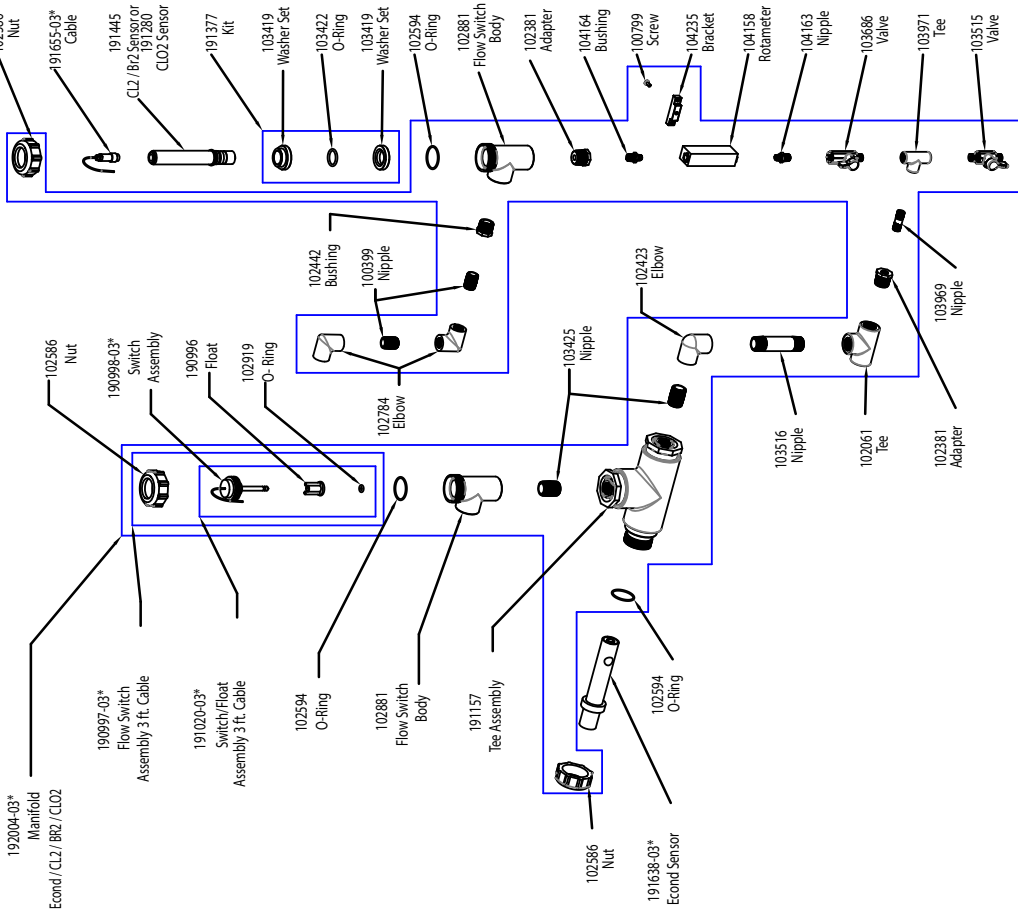 192004-03*
Manifold
Econd / CL2 / BR2 / CLO2
190997-03*
Flow Switch
Assembly 3 ft. Cable
191020-03*
Switch/Float
Assembly 3 ft. Cable
102594
O-Ring
102881
Flow Switch
Body
191157
Tee Assembly
102586
Nut
191638-03*
Econd Sensor
102594
O-Ring
102586
Nut
190998-03*
Switch
Assembly
190996
Float
102919
O- Ring
102784
Elbow
103425
Nipple
103516
Nipple
102061
Tee
102381
Adapter
102442
Bushing
100399
Nipple
102423
Elbow
103969
Nipple
Nut
191655-03*
Cable
191445
CL2 / Br2 Sensor or
191280
CLO2 Sensor
191377
Kit
103419
Washer Set
103422
O-Ring
103419
Washer Set
102594
O-Ring
102881
Flow Switch
Body
102381
Adapter
104164
Bushing
100799
Screw
104235
Bracket
104158
Rotameter
104163
Nipple
103686
Valve
103971
Tee
103515
Valve